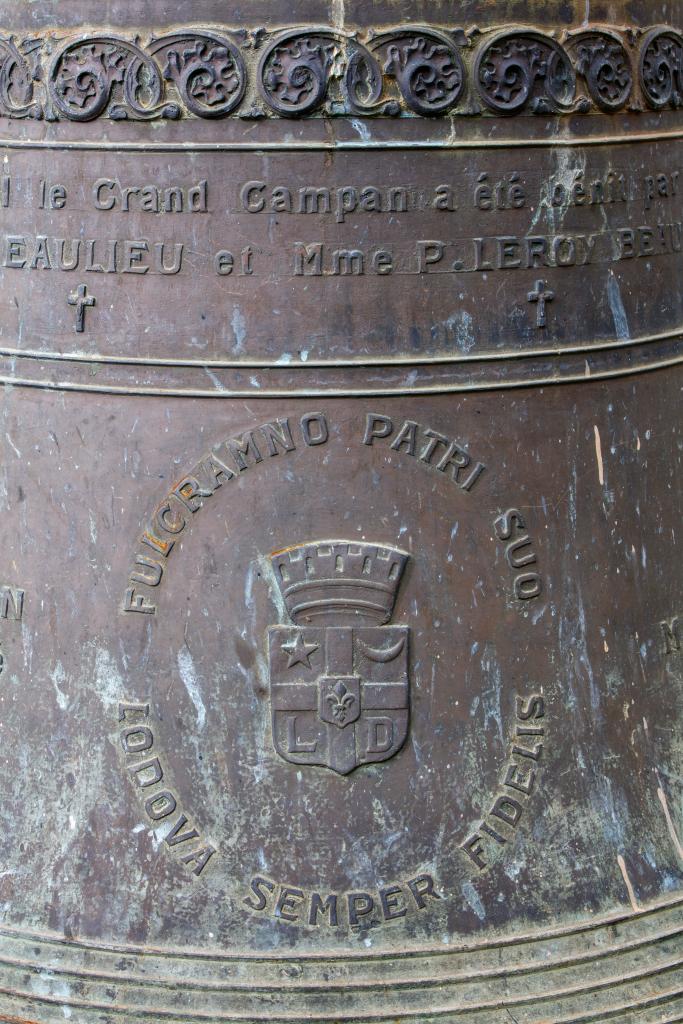 le Grand Campan a été bénit par
EAULIEU et Mme P. LEROY BEAU
FULCRAMNO PATRI SUO
LODOVA SEMPER FIDELIS
L D
N